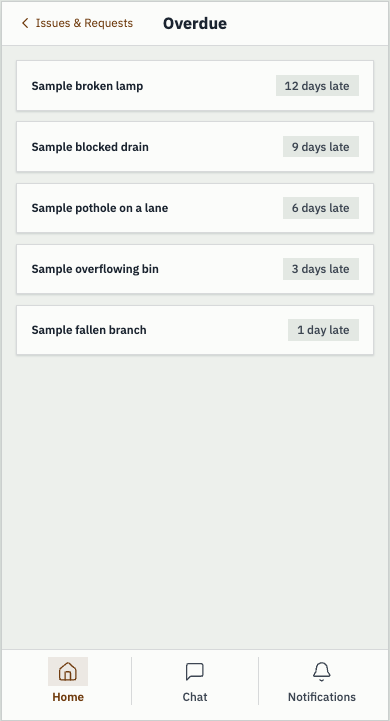 Issues & Requests
Overdue
Sample broken lamp
12 days late
Sample blocked drain
9 days late
Sample pothole on a lane
6 days late
Sample overflowing bin
3 days late
Sample fallen branch
1 day late
Home
Chat
Notifications